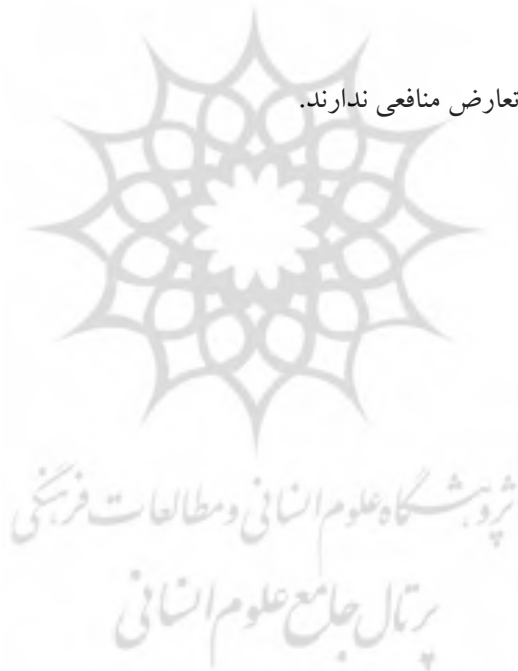 تعارض منافعی ندارند.
پژوهشگاه علوم انسانی و مطالعات فرهنگی
پرتال جامع علوم انسانی